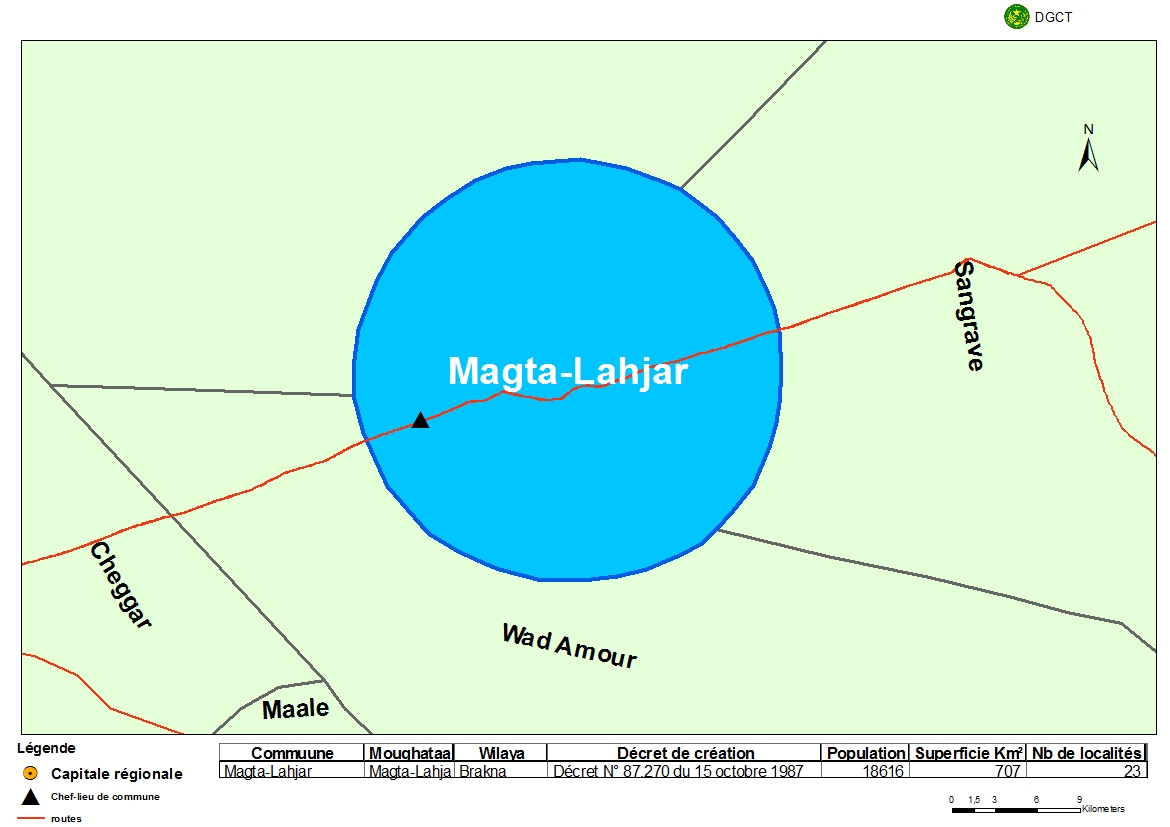 DGCT
N
Sangrave
Magta-Lahjar
Cheggar
Wad Amour
Maale
Légende
Capitale régionale
Chef-lieu de commune
routes
Commuune Moughataa Wilaya Décret de création Population Superficie Km² Nb de localités
Magta-Lahjar Magta-Lahja Brakna Décret N° 87.270 du 15 octobre 1987 18616 707 23
0 1,5 3 6 9
Kilometers